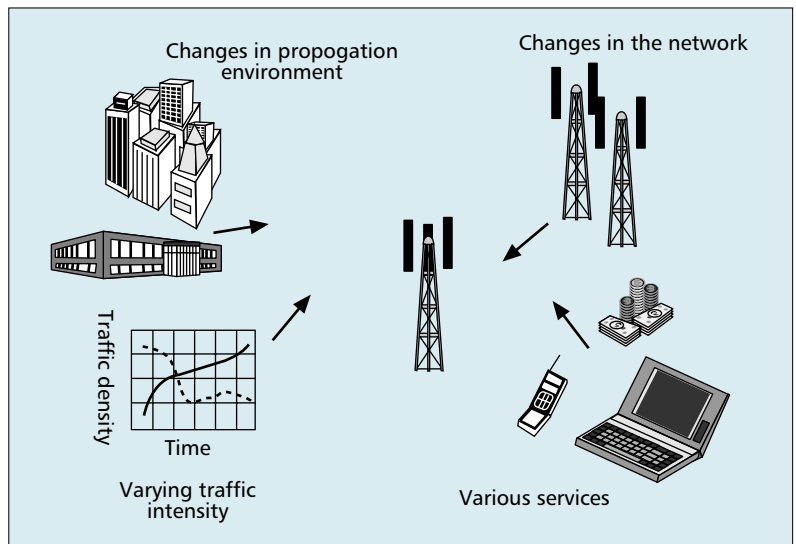 Changes in propogation
environment
Changes in the network
Traffic density
Time
Varying traffic
intensity
Various services